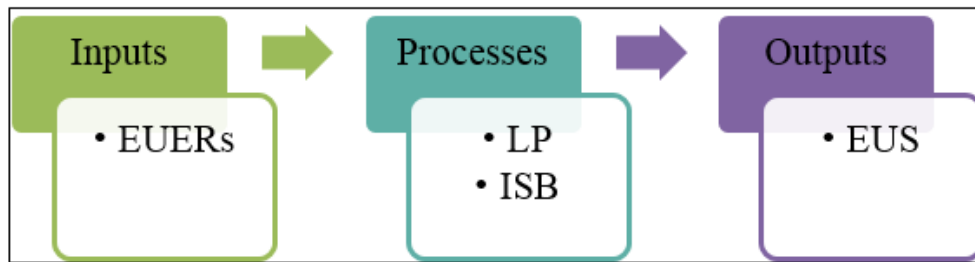 Inputs
• EUERs
Processes
• LP
• ISB
Outputs
• EUS